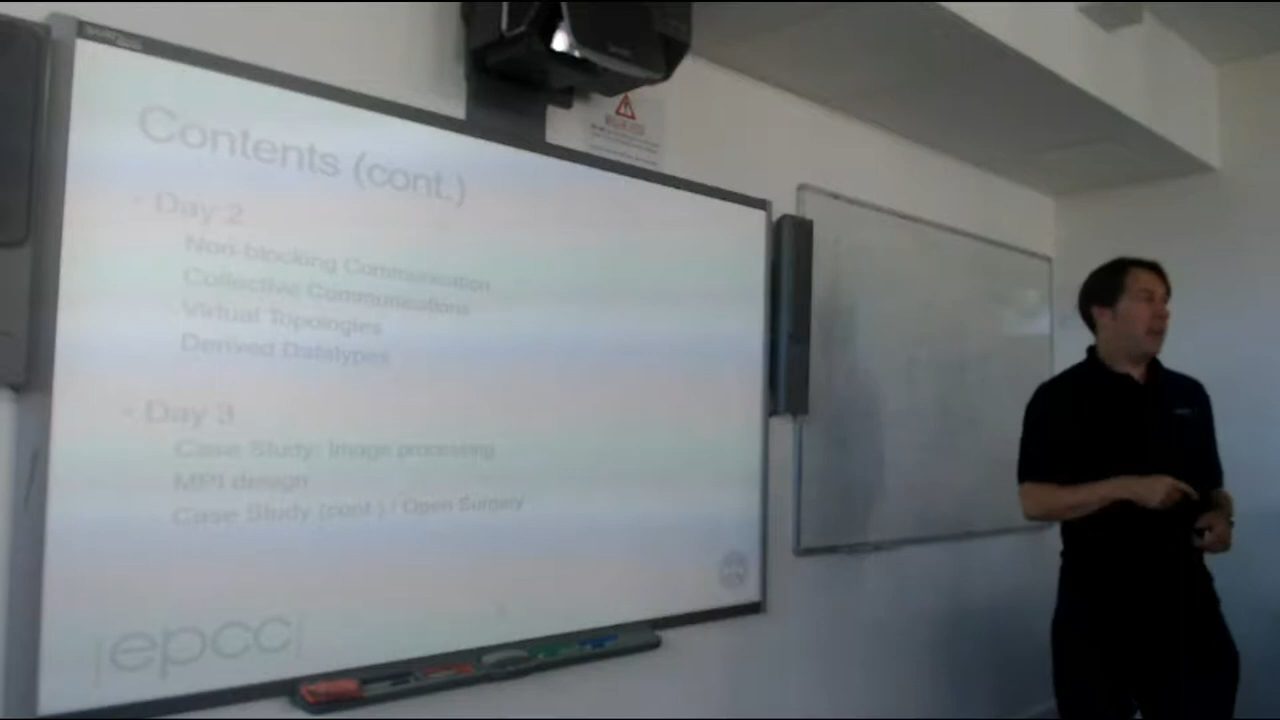 Contents (cont.)
- Day 2
Non-blocking Communication
Collective Communications
Virtual Topologies
Derived Datatypes
- Day 3
Case Study: Image processing
MPI design
Case Study (cont.) / Open Surgery
|epcc|